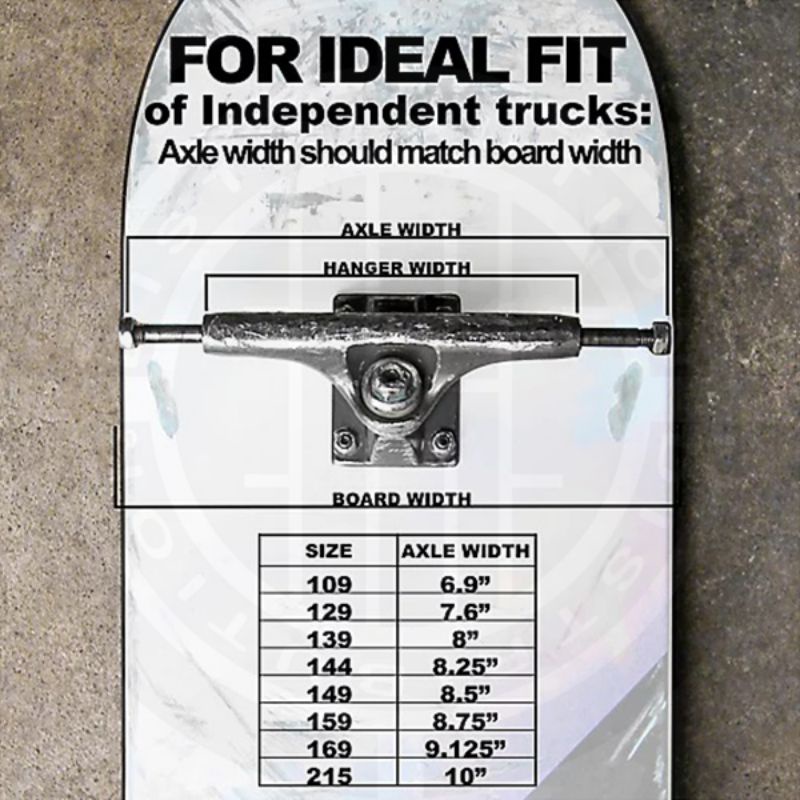 FOR IDEAL FIT
of Independent trucks:
Axle width should match board width
AXLE WIDTH
HANGER WIDTH
BOARD WIDTH
SIZE AXLE WIDTH
109 6.9”
129 7.6”
139 8”
144 8.25”
149 8.5”
159 8.75”
169 9.125”
215 10”